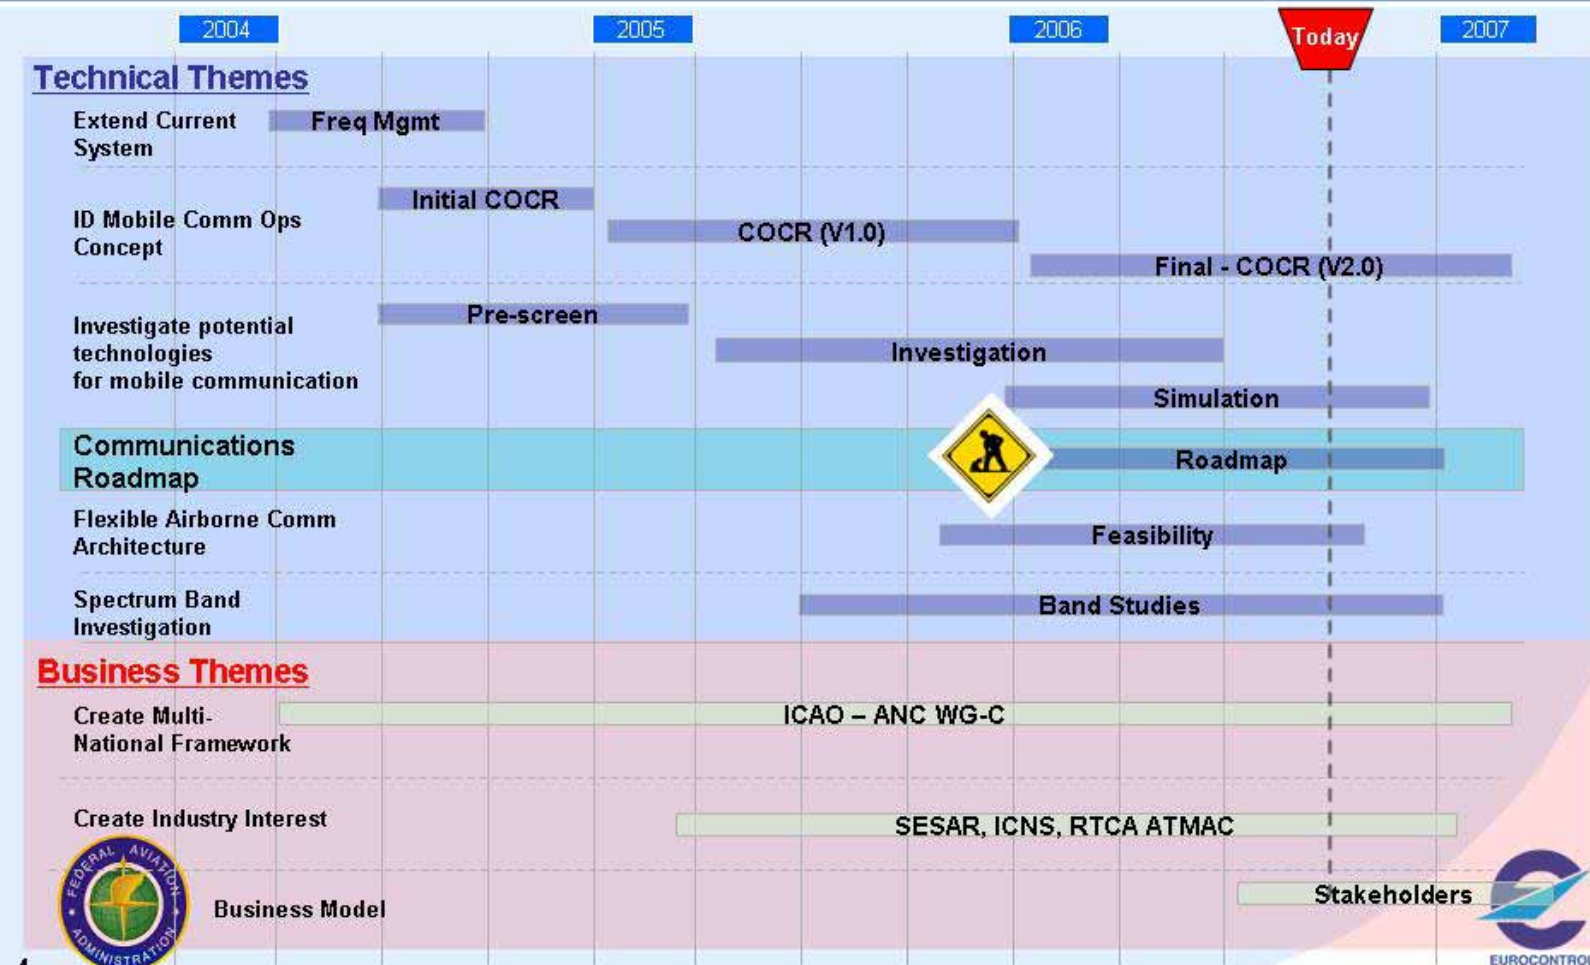 2004
2005
2006
Today
2007
Technical Themes
Extend Current
System
Freq Mgmt
ID Mobile Comm Ops
Concept
Initial COCR
COCR (V1.0)
Final - COCR (V2.0)
Investigate potential
technologies
for mobile communication
Pre-screen
Investigation
Simulation
Communications
Roadmap
Roadmap
Flexible Airborne Comm
Architecture
Feasibility
Spectrum Band
Investigation
Band Studies
Business Themes
Create Multi-
National Framework
ICAO – ANC WG-C
Create Industry Interest
SESAR, ICNS, RTCA ATMAC
Business Model
Stakeholders
FEDERAL AVIATION
ADMINISTRATION
EUROCONTROL